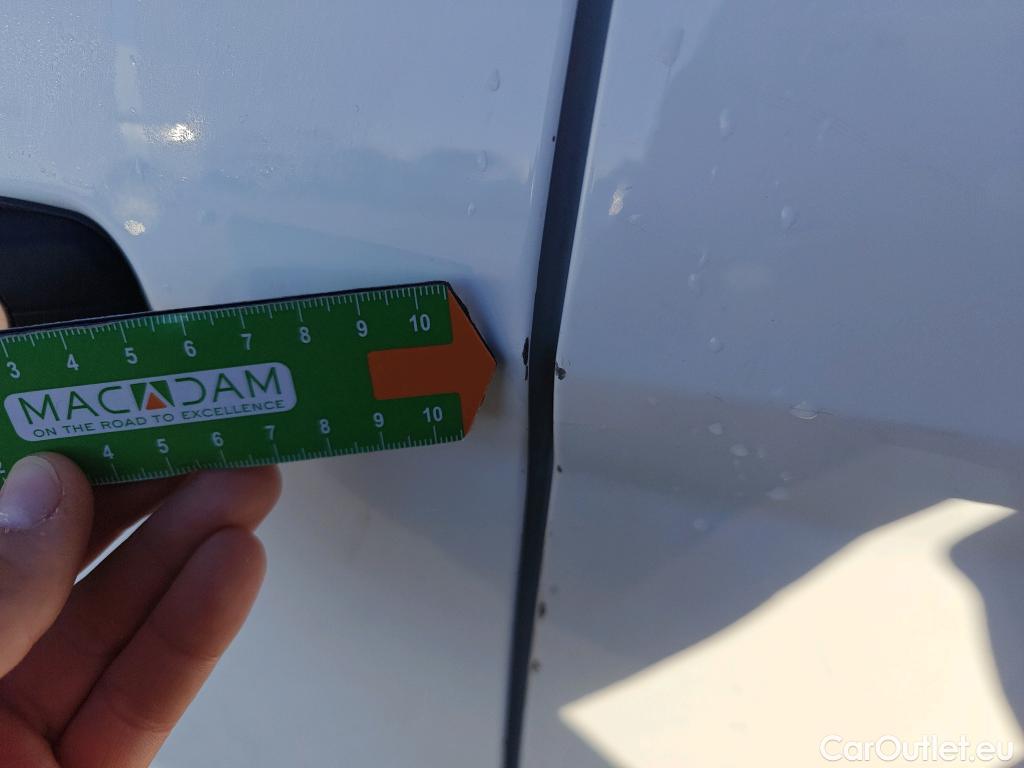 3 4 5 6 7 8 9 10
MACADAM
ON THE ROAD TO EXCELLENCE
4 5 6 7 8 9 10
CarOutlet.eu